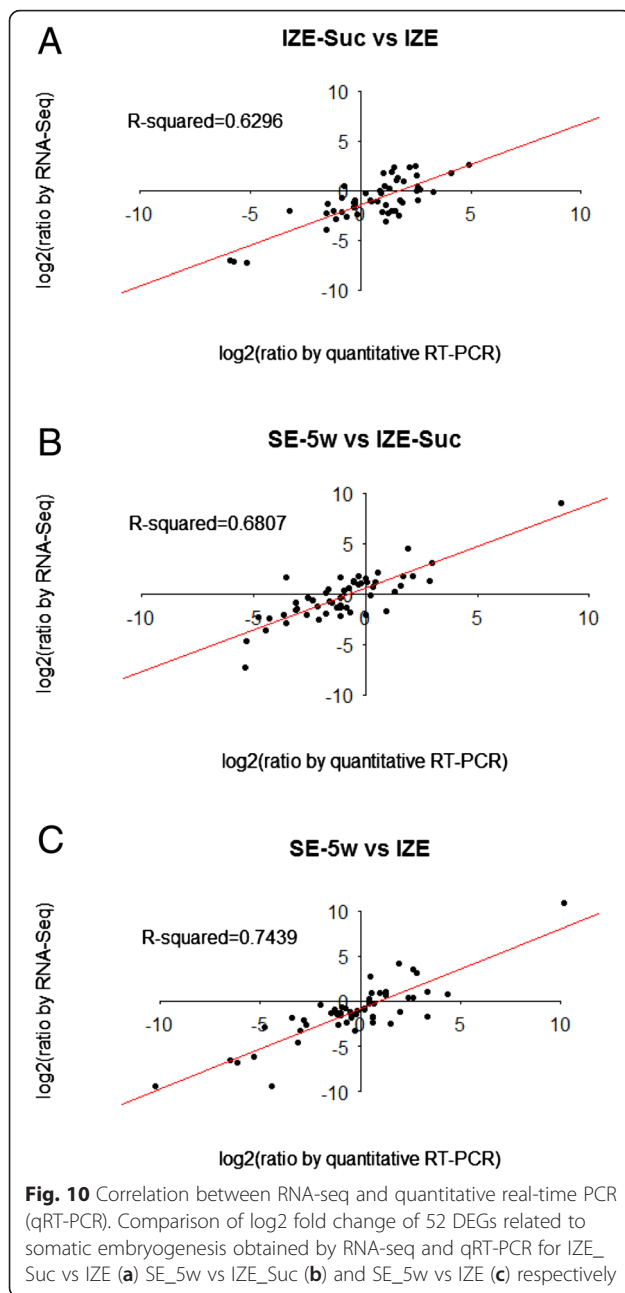 A
IZE-Suc vs IZE
R-squared=0.6296
log2(ratio by RNA-Seq)
10
5
0
-10
-5
0
5
10
-5
-10
log2(ratio by quantitative RT-PCR)
B
SE-5w vs IZE-Suc
R-squared=0.6807
log2(ratio by RNA-Seq)
10
5
0
-10
-5
0
5
10
-5
-10
log2(ratio by quantitative RT-PCR)
C
SE-5w vs IZE
R-squared=0.7439
log2(ratio by RNA-Seq)
10
5
0
-10
-5
0
5
10
-5
-10
log2(ratio by quantitative RT-PCR)
Fig. 10 Correlation between RNA-seq and quantitative real-time PCR
(qRT-PCR). Comparison of log2 fold change of 52 DEGs related to
somatic embryogenesis obtained by RNA-seq and qRT-PCR for IZE_
Suc vs IZE (a) SE_5w vs IZE_Suc (b) and SE_5w vs IZE (c) respectively